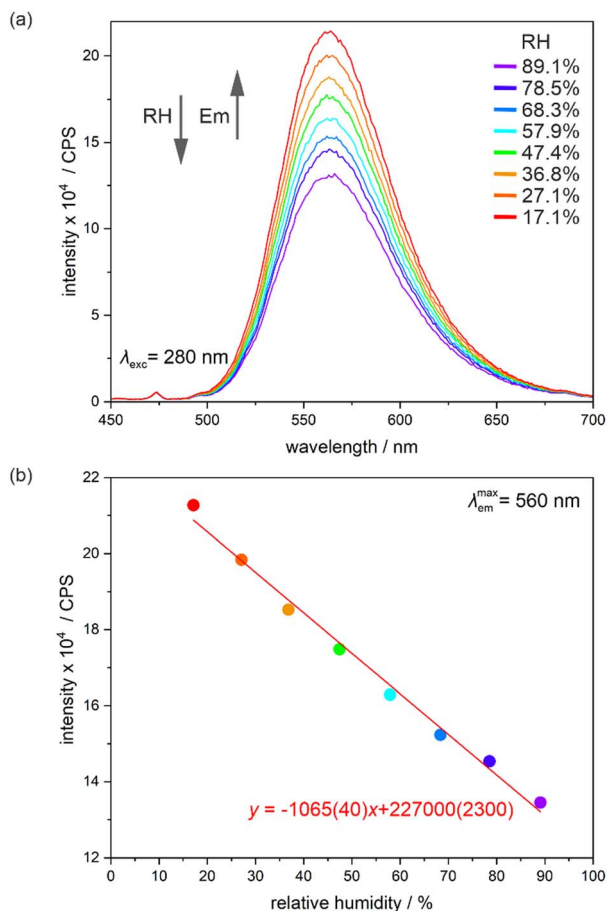 (a)
RH
89.1%
78.5%
68.3%
57.9%
47.4%
36.8%
27.1%
17.1%
RH Em
λexc = 280 nm
intensity x 10⁴ / CPS
20
15
10
5
0
450 500 550 600 650 700
wavelength / nm
(b)
λem max = 560 nm
intensity x 10⁴ / CPS
22
20
18
16
14
12
y = -1065(40)x+227000(2300)
0 10 20 30 40 50 60 70 80 90 100
relative humidity / %